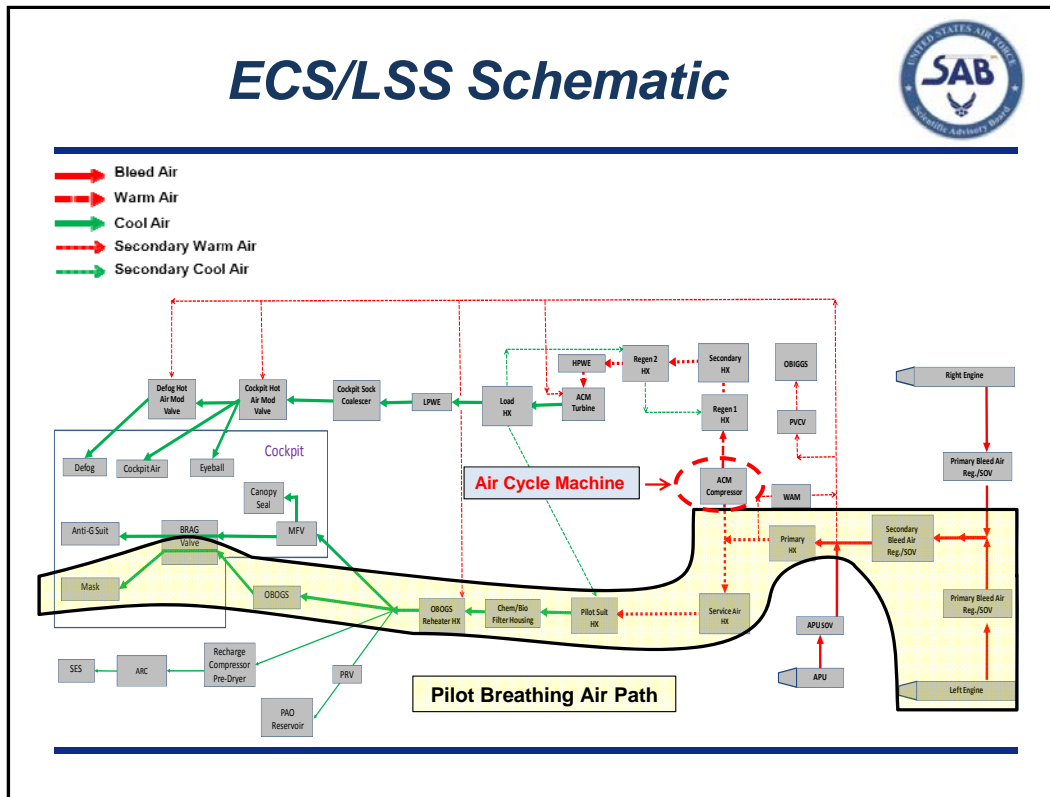 ECS/LSS Schematic
UNITED STATES AIR FORCE
SAB
Scientific Advisory Board
Bleed Air
Warm Air
Cool Air
Secondary Warm Air
Secondary Cool Air
Defog Hot
Air Mod
Valve
Cockpit Hot
Air Mod
Valve
Cockpit Sock
Coalescer
LPWE
Load
HX
HPWE
ACM
Turbine
Regen 2
HX
Secondary
HX
Regen 1
HX
OBIGGS
PVCV
Right Engine
Primary Bleed Air
Reg./SOV
Cockpit
Defog
Cockpit Air
Eyeball
Air Cycle Machine
ACM
Compressor
WAM
Canopy
Seal
Anti-G Suit
BRAG
Valve
MFV
Primary
HX
Secondary
Bleed Air
Reg./SOV
Mask
OBOGS
OBOGS
Reheater HX
Chem/Bio
Filter Housing
Pilot Suit
HX
Service Air
HX
Primary Bleed Air
Reg./SOV
APU SOV
SES
ARC
Recharge
Compressor
Pre-Dryer
PRV
PAO
Reservoir
Pilot Breathing Air Path
APU
Left Engine